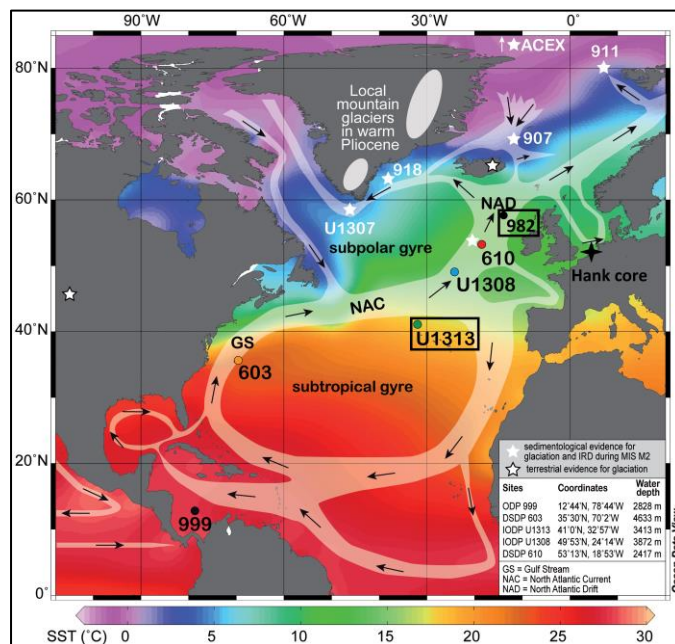 90°W
60°W
30°W
0°
80°N
60°N
40°N
20°N
0°
↑ ACEX
911
Local
mountain
glaciers
in warm
Pliocene
907
918
NAD
982
U1307
subpolar gyre
610
Hank core
U1308
NAC
GS
U1313
603
subtropical gyre
999
sedimentological evidence for
glaciation and IRD during MIS M2
terrestrial evidence for glaciation
Sites Coordinates Water depth
ODP 999 12°44'N, 78°44'W 2828 m
DSDP 603 35°30'N, 70°2'W 4633 m
IODP U1313 41°0'N, 32°57'W 3413 m
IODP U1308 49°53'N, 24°14'W 3872 m
DSDP 610 53°13'N, 18°53'W 2417 m
GS = Gulf Stream
NAC = North Atlantic Current
NAD = North Atlantic Drift
Ocean Data View
SST (°C) 0 5 10 15 20 25 30